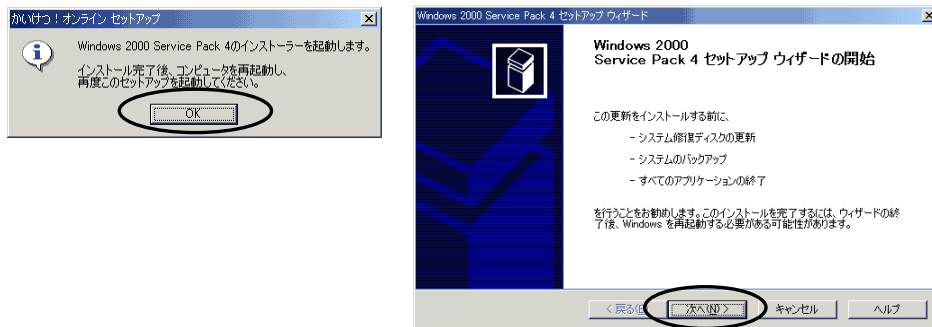 かいけつ！オンライン セットアップ
Windows 2000 Service Pack 4のインストーラーを起動します。
インストール完了後、コンピュータを再起動し、
再度このセットアップを起動してください。
OK
Windows 2000 Service Pack 4 セットアップ ウィザード
Windows 2000
Service Pack 4 セットアップ ウィザードの開始
この更新をインストールする前に、
- システム修復ディスクの更新
- システムのバックアップ
- すべてのアプリケーションの終了
を行うことをお勧めします。このインストールを完了するには、ウィザードの終
了後、Windows を再起動する必要がある可能性があります。
< 戻る(B
次へ(N) >
キャンセル
ヘルプ